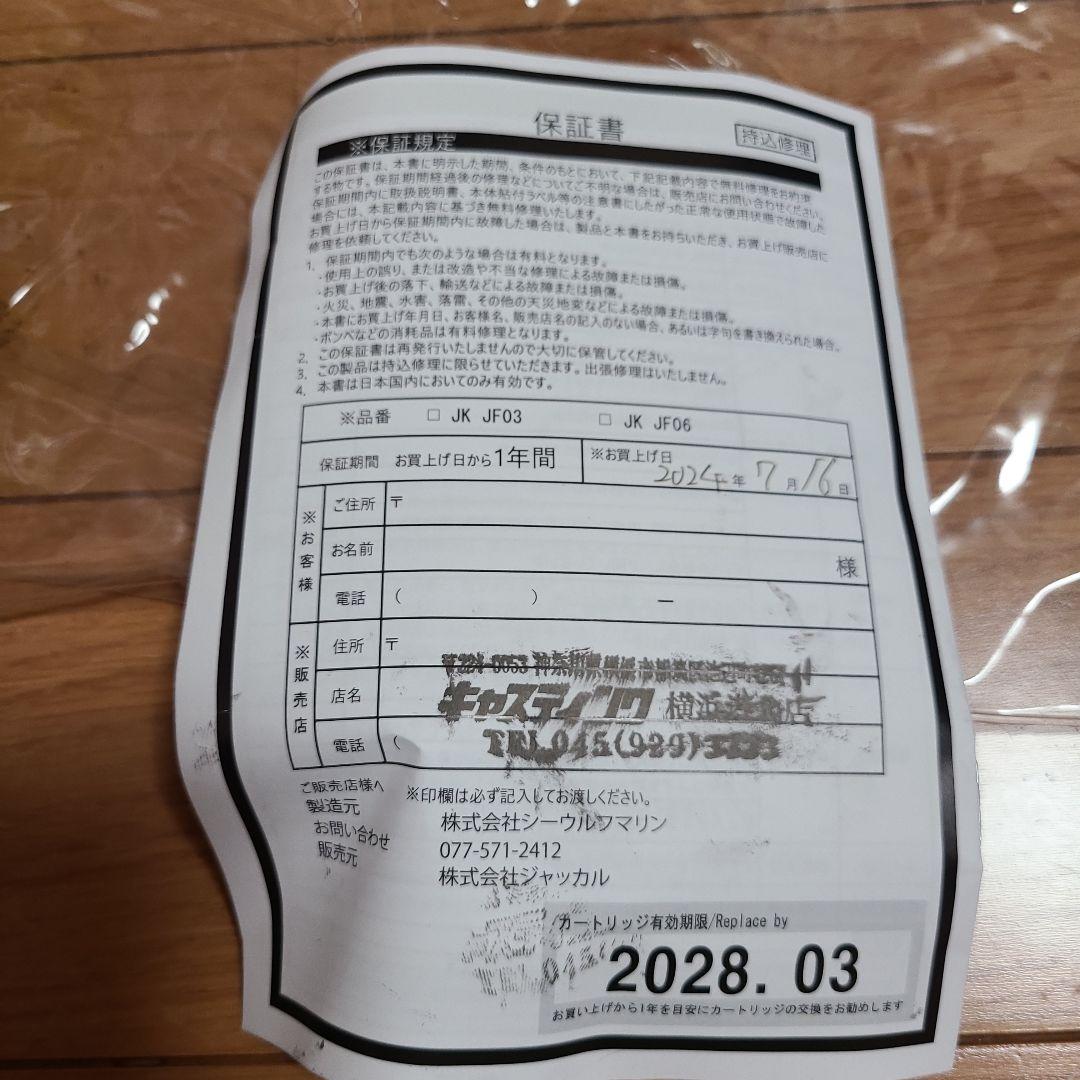 保証書
持込修理
※保証規定
この保証書は、本書に明示した期間、条件のもとにおいて、下記記載内容で無料修理をお約束
する物です。保証期間経過後の修理などについてご不明な場合は、販売店にお問い合わせください。
保証期間内に取扱説明書、本体貼付ラベル等の注意書にしたがった正常な使用状態で故障した
場合には、本記載内容に基づき無料修理いたします。
お買上げ日から保証期間内に故障した場合は、製品と本書をお持ちいただき、お買上げ販売店に
修理を依頼してください。
1. 保証期間内でも次のような場合は有料となります。
・使用上の誤り、または改造や不当な修理による故障または損傷。
・お買上げ後の落下、輸送などによる故障または損傷。
・火災、地震、水害、落雷、その他の天災地変などによる故障または損傷。
・本書にお買上げ年月日、お客様名、販売店名の記入のない場合、あるいは字句を書き換えられた場合。
・ボンベなどの消耗品は有料修理となります。
2. この保証書は再発行いたしませんので大切に保管してください。
3. この製品は持込修理に限らせていただきます。出張修理はいたしません。
4. 本書は日本国内においてのみ有効です。
※品番 □ JK JF03 □ JK JF06
保証期間 お買上げ日から1年間 ※お買上げ日
2024年 7月 16日
※お客様
ご住所 〒
お名前 様
電話 ( ) ー
※販売店
住所 〒
店名 キャスティング 横浜 店
電話 ( TEL.045(929)
ご販売店様へ ※印欄は必ず記入してお渡しください。
製造元 株式会社シーウルフマリン
お問い合わせ 077-571-2412
販売元 株式会社ジャッカル
カートリッジ有効期限/Replace by
2028. 03
お買い上げから1年を目安にカートリッジの交換をお勧めします